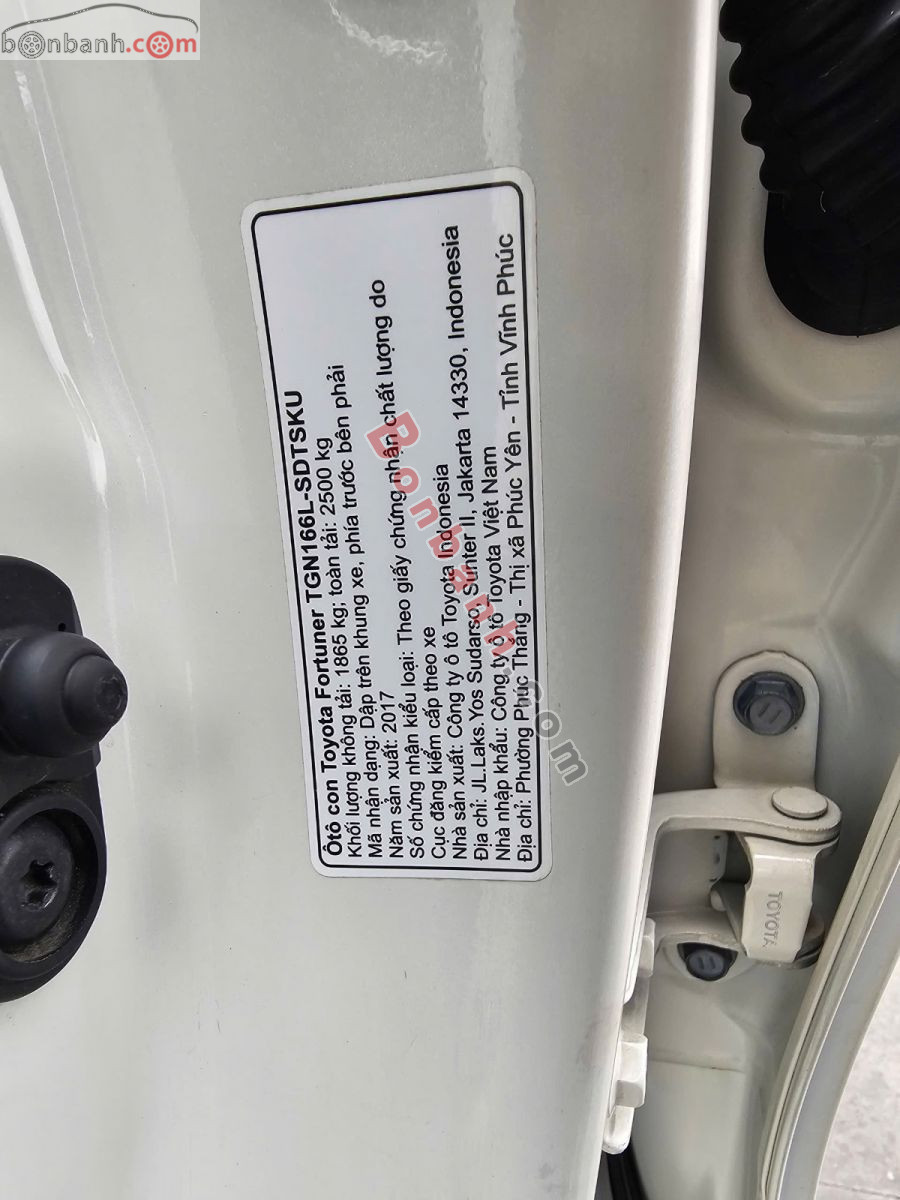 bonbanh.com
Ôtô con Toyota Fortuner TGN166L-SDTSKU
Khối lượng không tải: 1865 kg; toàn tải: 2500 kg
Mã nhận dạng: Dập trên khung xe, phía trước bên phải
Năm sản xuất: 2017
Số chứng nhận kiểu loại: Theo giấy chứng nhận chất lượng do
Cục đăng kiểm cấp theo xe
Nhà sản xuất: Công ty ô tô Toyota Indonesia
Địa chỉ: JL.Laks.Yos Sudarso, Sunter II, Jakarta 14330, Indonesia
Nhà nhập khẩu: Công ty ô tô Toyota Việt Nam
Địa chỉ: Phường Phúc Thắng - Thị xã Phúc Yên - Tỉnh Vĩnh Phúc
Bonbanh.com
TOYOTA